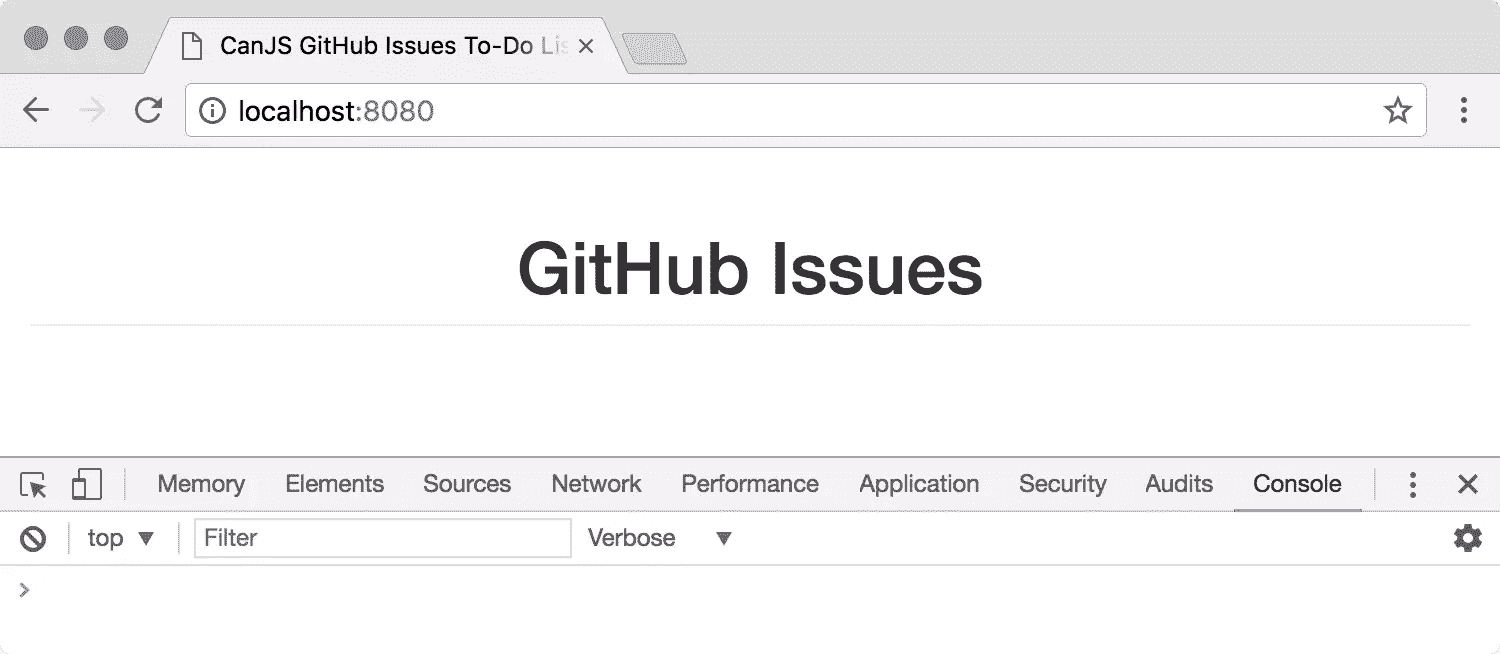 CanJS GitHub Issues To-Do Lis
localhost:8080
GitHub Issues
Memory Elements Sources Network Performance Application Security Audits Console
top Filter Verbose